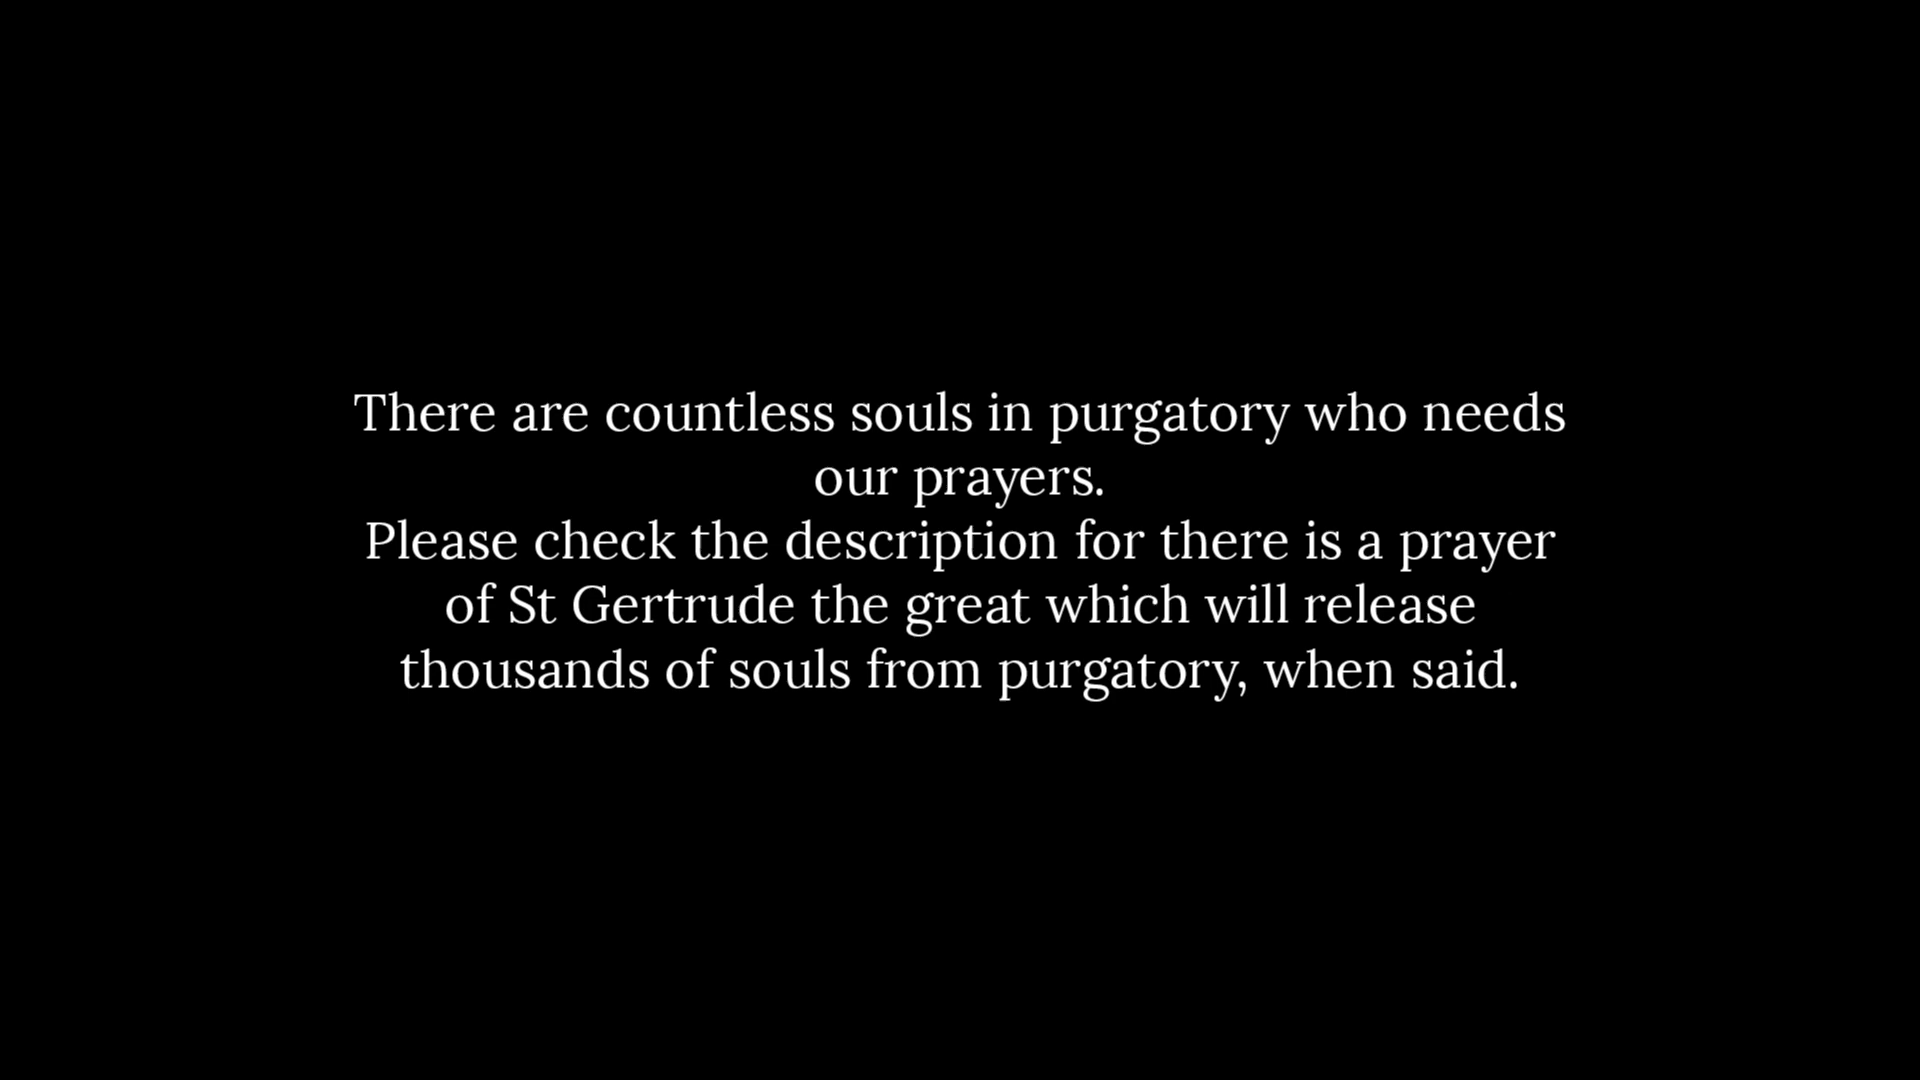 There are countless souls in purgatory who needs
our prayers.
Please check the description for there is a prayer
of St Gertrude the great which will release
thousands of souls from purgatory, when said.